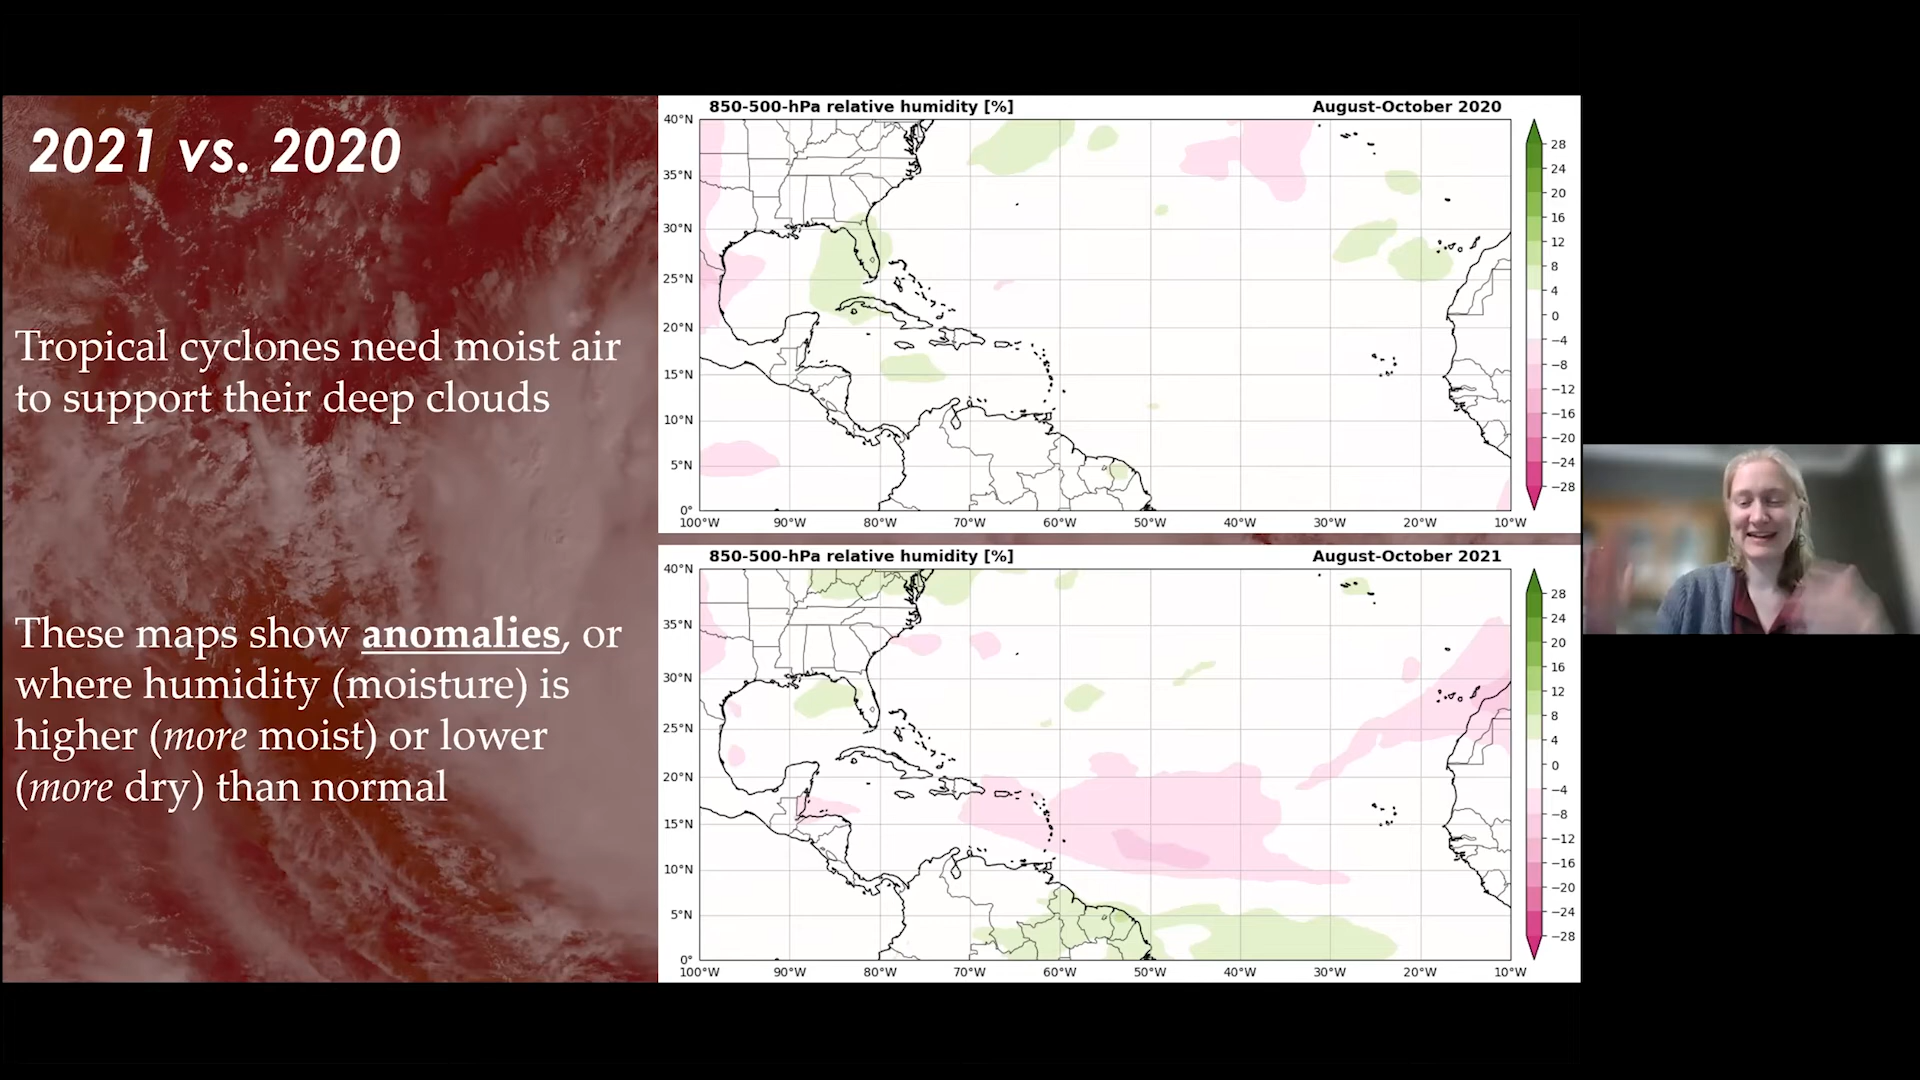 2021 vs. 2020
Tropical cyclones need moist air
to support their deep clouds
These maps show anomalies, or
where humidity (moisture) is
higher (more moist) or lower
(more dry) than normal
850-500-hPa relative humidity [%] August-October 2020
40°N
35°N
30°N
25°N
20°N
15°N
10°N
5°N
0°
100°W 90°W 80°W 70°W 60°W 50°W 40°W 30°W 20°W 10°W
28
24
20
16
12
8
4
0
−4
−8
−12
−16
−20
−24
−28
850-500-hPa relative humidity [%] August-October 2021
40°N
35°N
30°N
25°N
20°N
15°N
10°N
5°N
0°
100°W 90°W 80°W 70°W 60°W 50°W 40°W 30°W 20°W 10°W
28
24
20
16
12
8
4
0
−4
−8
−12
−16
−20
−24
−28